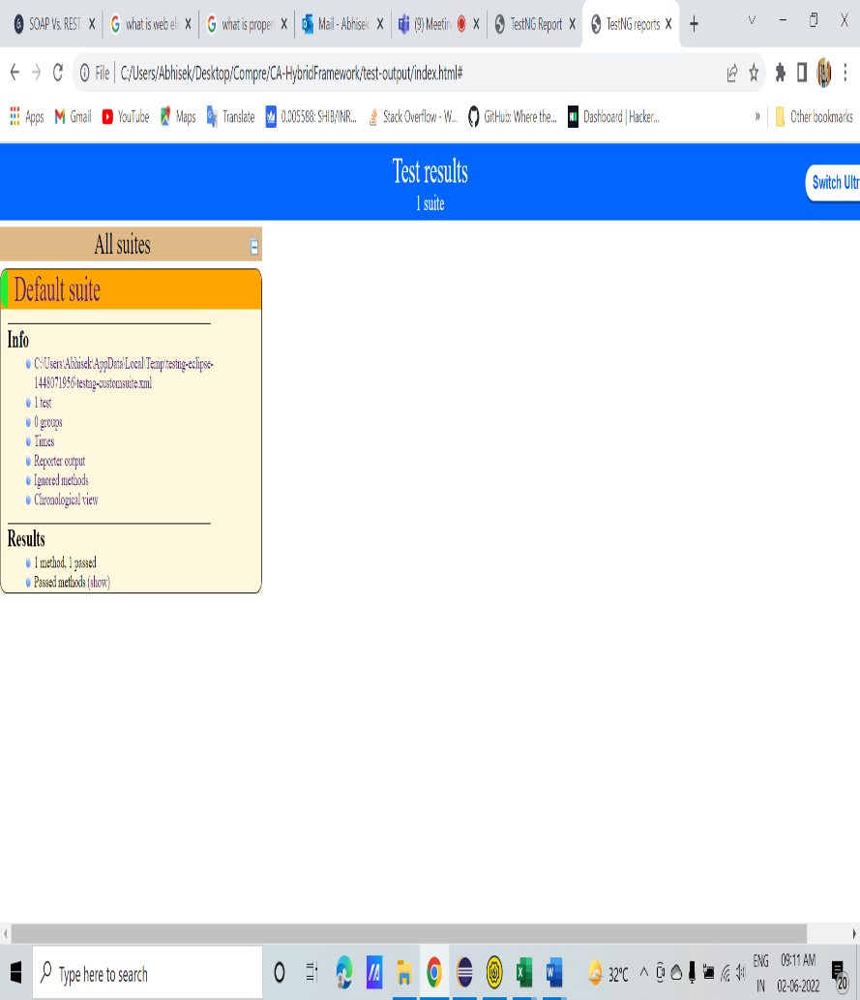 SOAP Vs. REST
what is web ele
what is proper
Mail - Abhisek
(9) Meetin
TestNG Report
TestNG reports
File C:/Users/Abhisek/Desktop/Compre/CA-HybridFramework/test-output/index.html#
Apps Gmail YouTube Maps Translate 0.005588: SHIB/INR... Stack Overflow - W... GitHub: Where the... Dashboard | Hacker... » Other bookmarks
Test results
1 suite
Switch Ultr
All suites
Default suite
Info
C:\Users\Abhisek\AppData\Local\Temp\testng-eclipse-
1448071956\testng-customsuite.xml
1 test
0 groups
Times
Reporter output
Ignored methods
Chronological view
Results
1 method, 1 passed
Passed methods (show)
Type here to search
32°C
ENG
IN
09:11 AM
02-06-2022
20